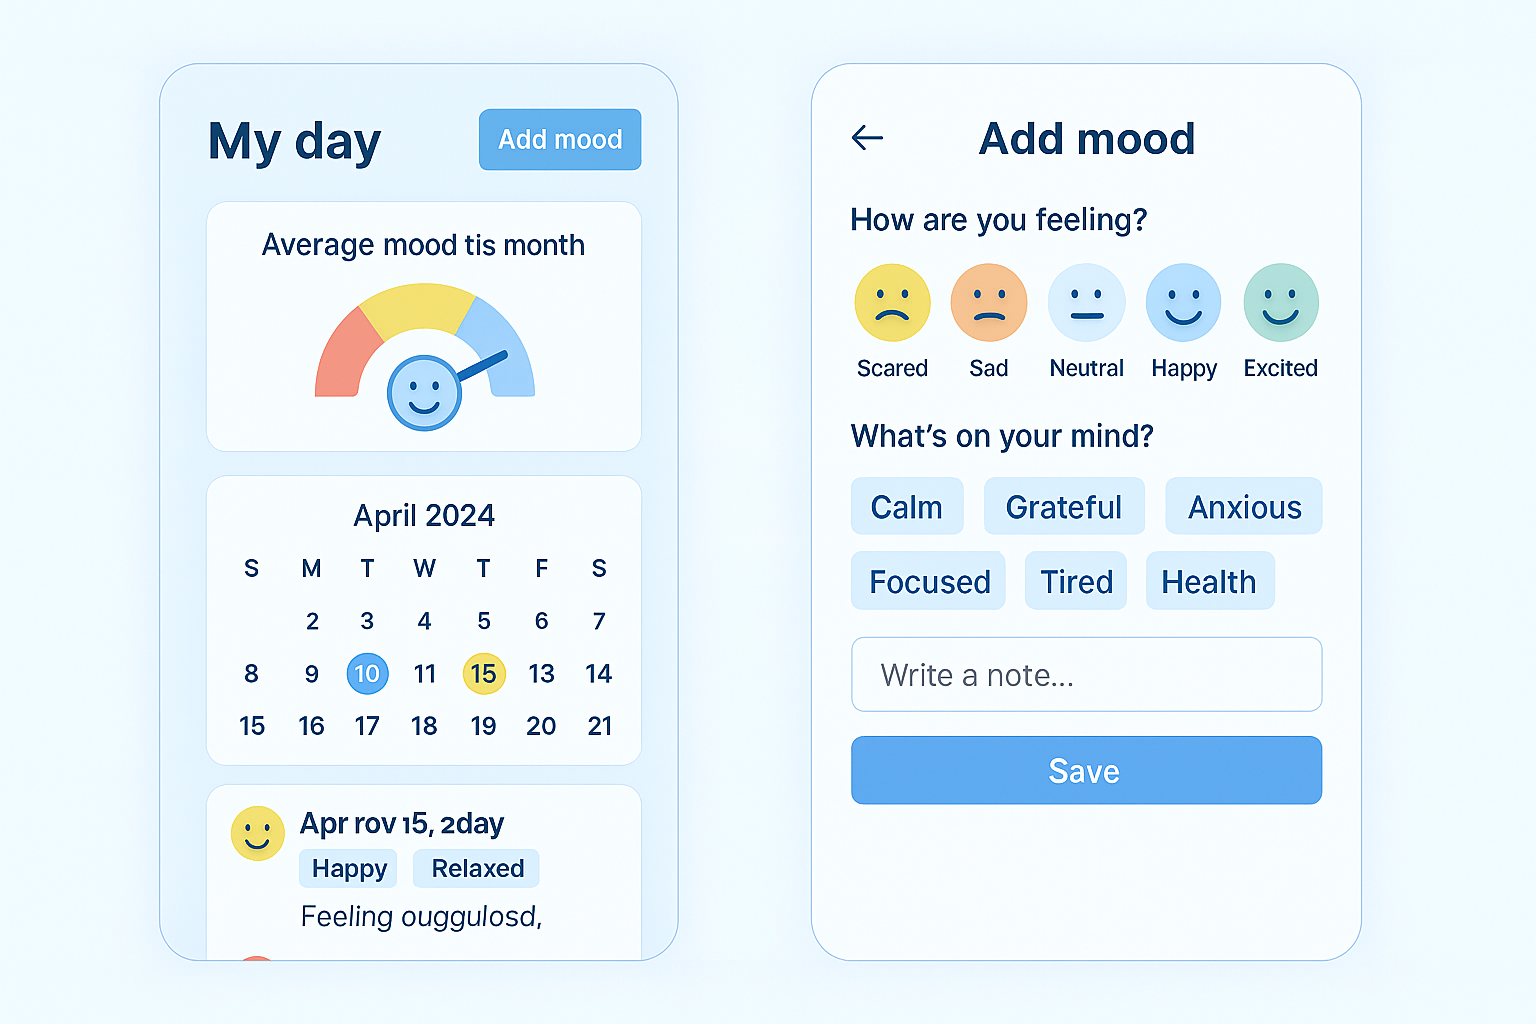 My day
Add mood
Average mood tis month
April 2024
S M T W T F S
2 3 4 5 6 7
8 9 10 11 15 13 14
15 16 17 18 19 20 21
Apr rov 15, 2day
Happy Relaxed
Feeling ouggulosd,
Add mood
How are you feeling?
Scared Sad Neutral Happy Excited
What's on your mind?
Calm Grateful Anxious
Focused Tired Health
Write a note...
Save